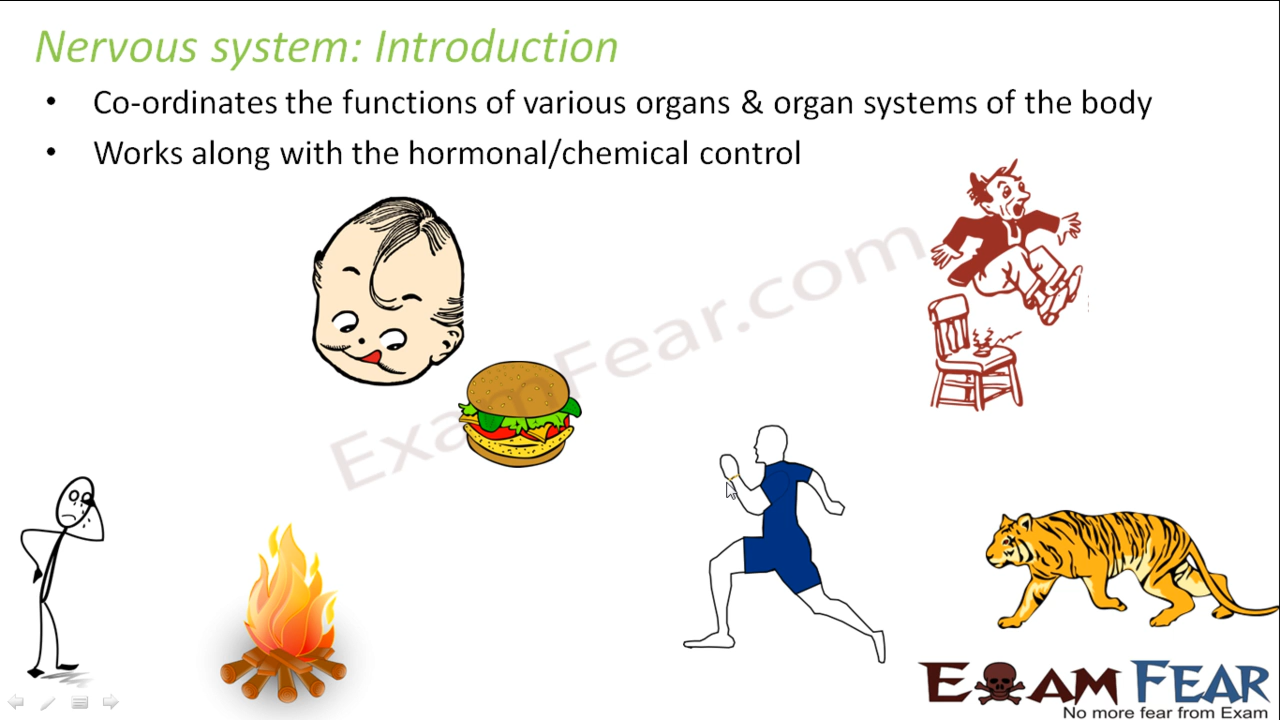 Nervous system: Introduction
• Co-ordinates the functions of various organs & organ systems of the body
• Works along with the hormonal/chemical control
ExamFear.com
EXAM FEAR
No more fear from Exam